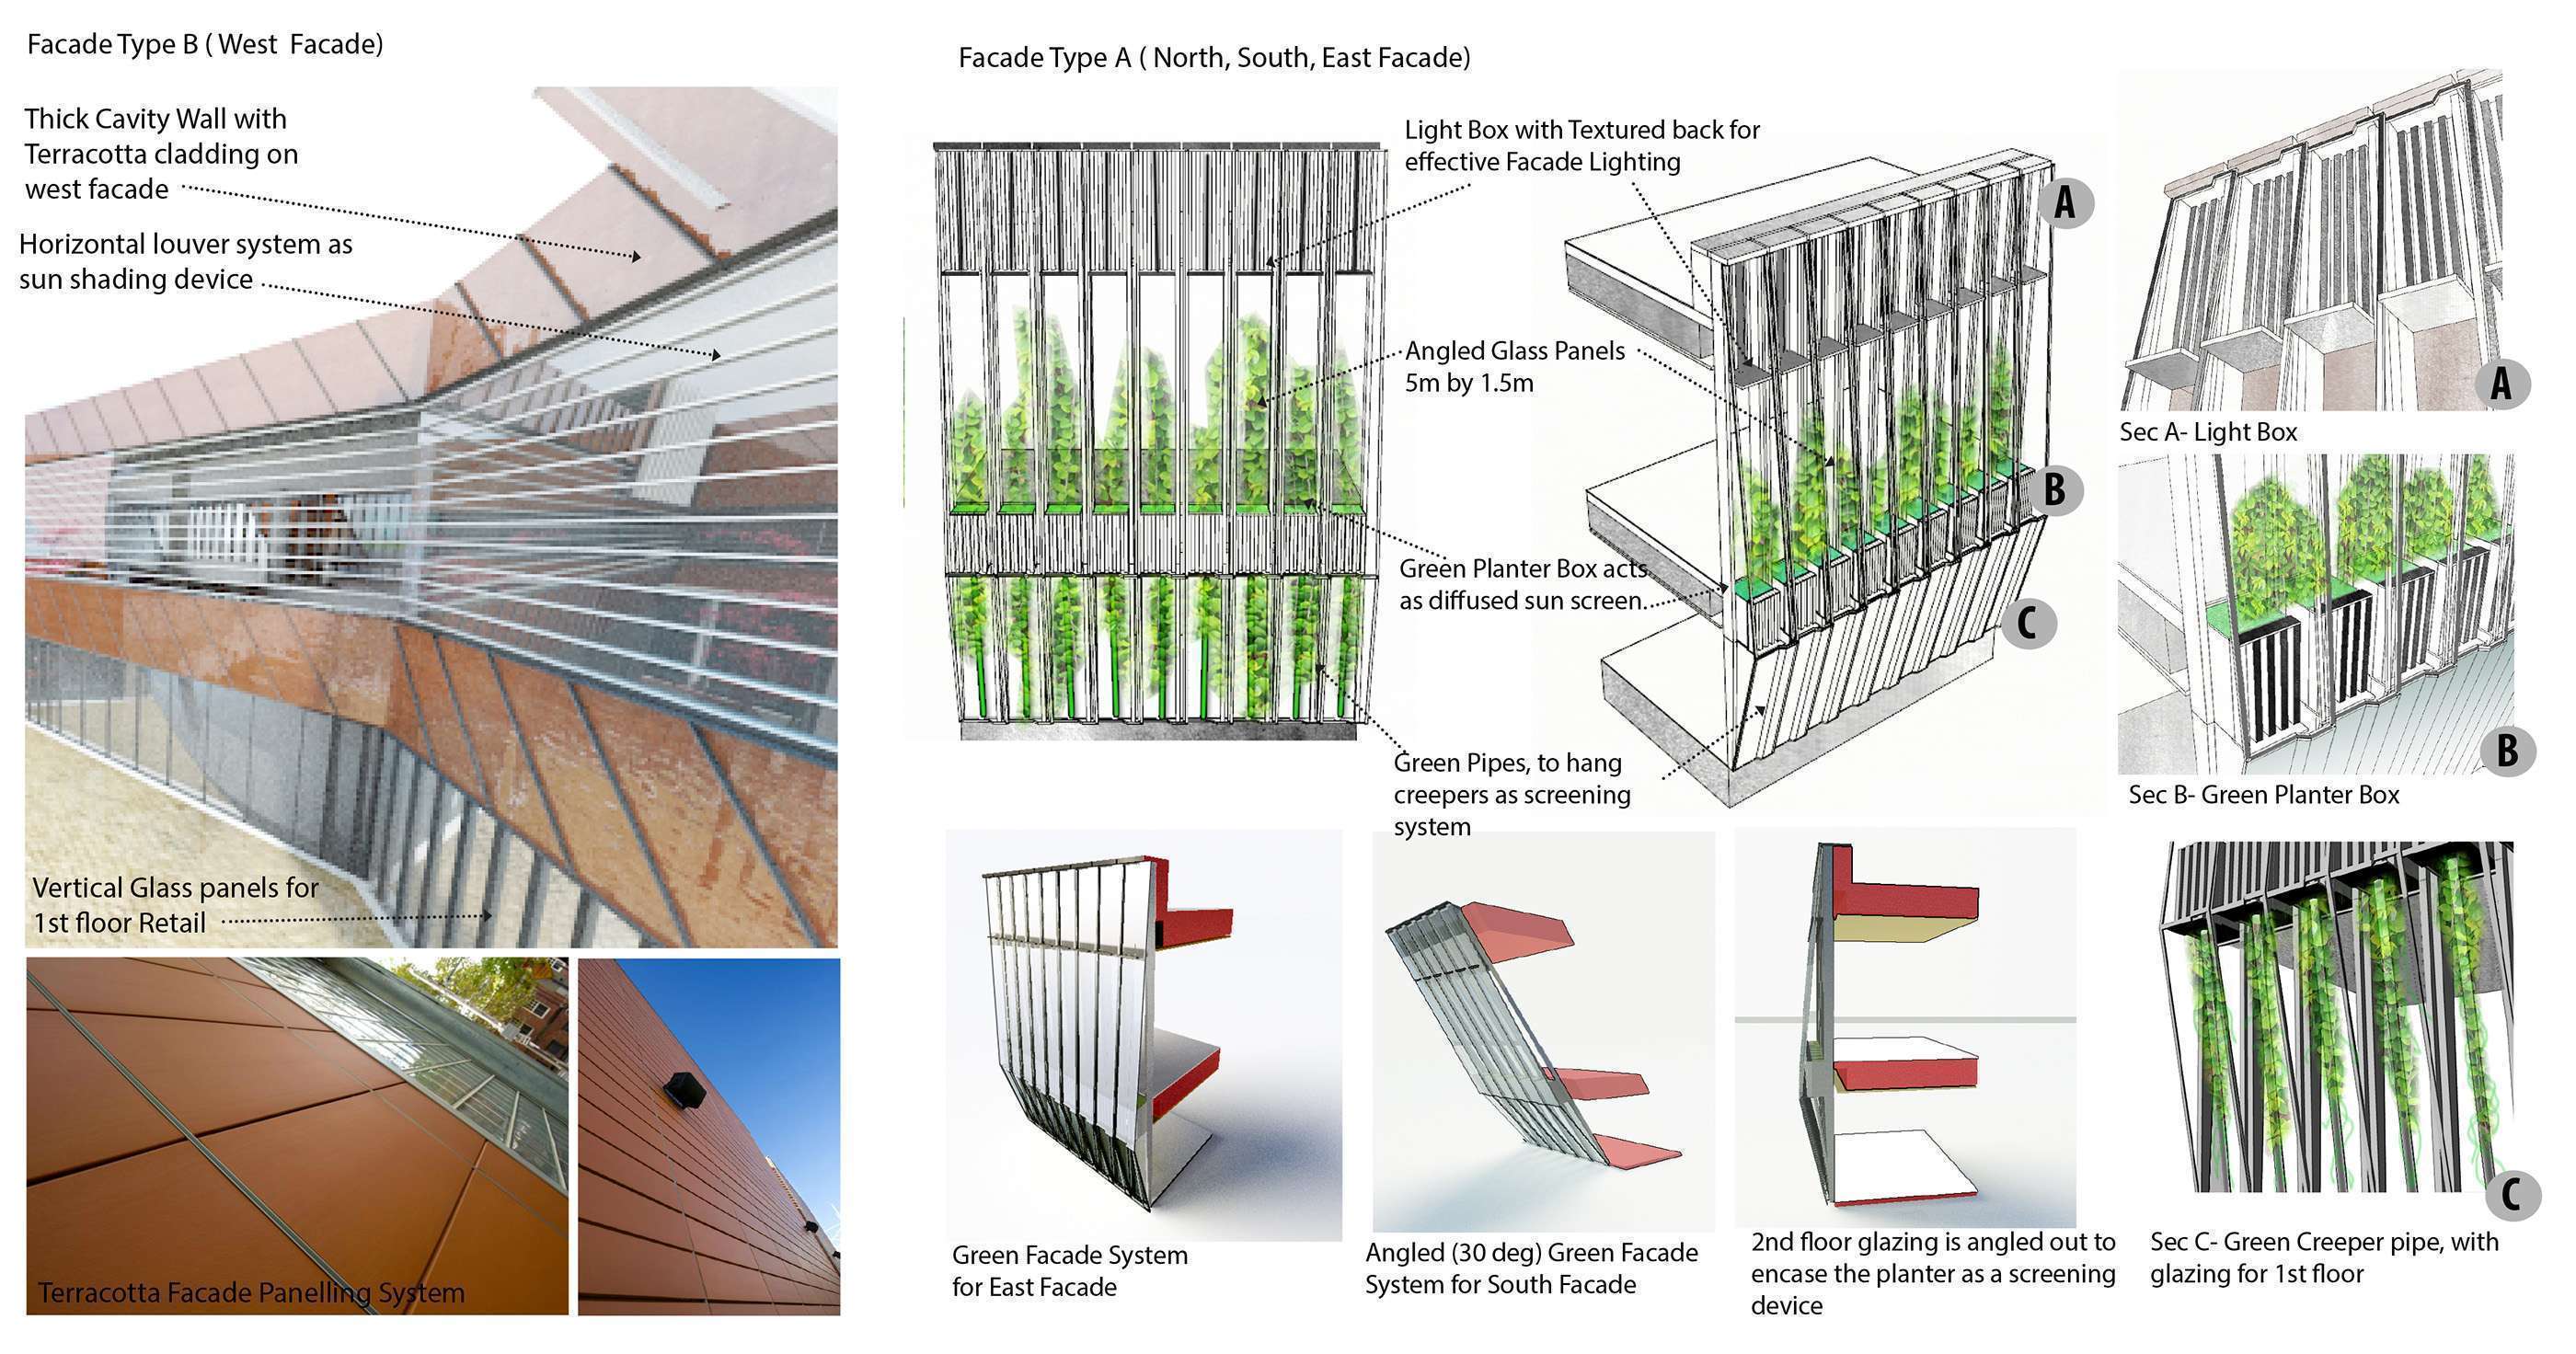 Facade Type B ( West  Facade)
Thick Cavity Wall with
Terracotta cladding on
west facade
Horizontal louver system as
sun shading device
Vertical Glass panels for
1st floor Retail
Terracotta Facade Panelling System
Facade Type A ( North, South, East Facade)
Light Box with Textured back for
effective Facade Lighting
Angled Glass Panels
5m by 1.5m
Green Planter Box acts
as diffused sun screen.
Green Pipes, to hang
creepers as screening
system
A
B
C
A
Sec A- Light Box
B
Sec B- Green Planter Box
C
Sec C- Green Creeper pipe, with
glazing for 1st floor
Green Facade System
for East Facade
Angled (30 deg) Green Facade
System for South Facade
2nd floor glazing is angled out to
encase the planter as a screening
device